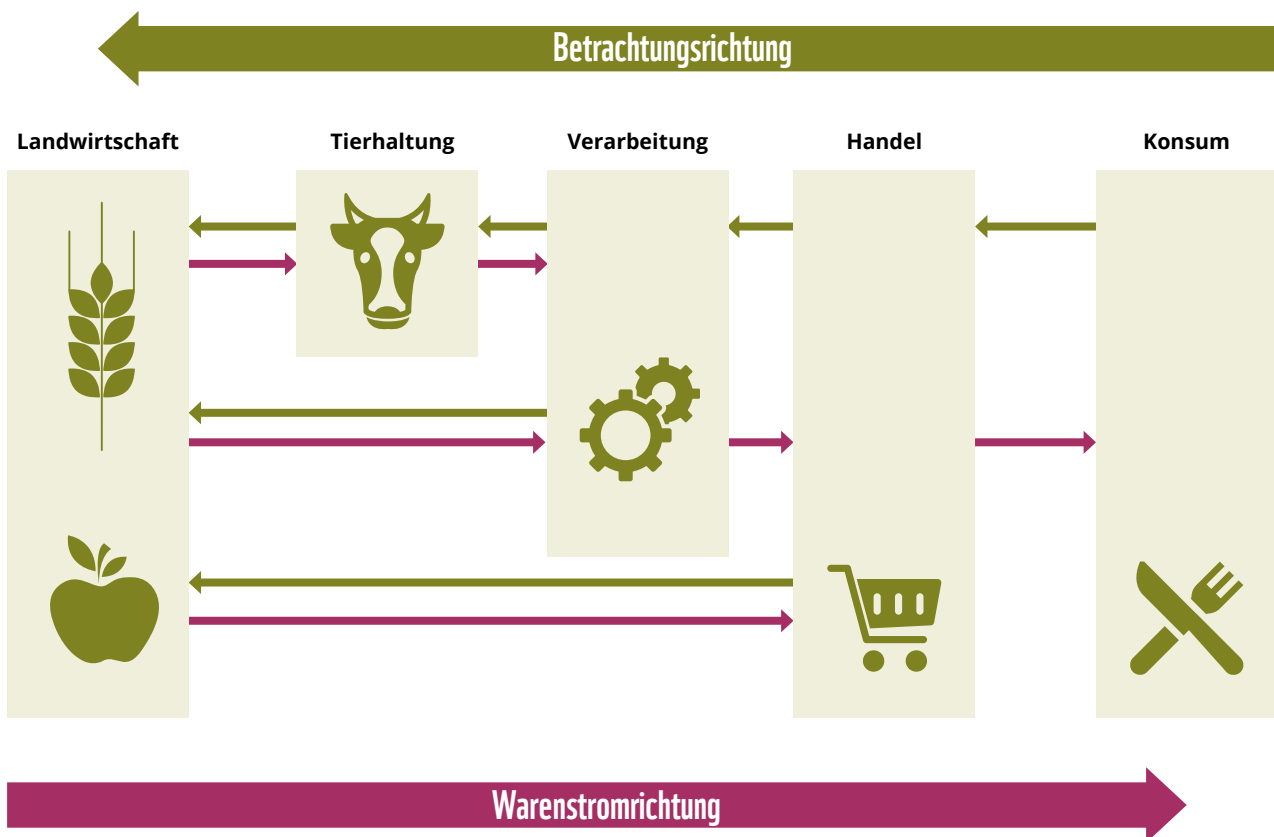 Betrachtungsrichtung
Landwirtschaft
Tierhaltung
Verarbeitung
Handel
Konsum
Warenstromrichtung